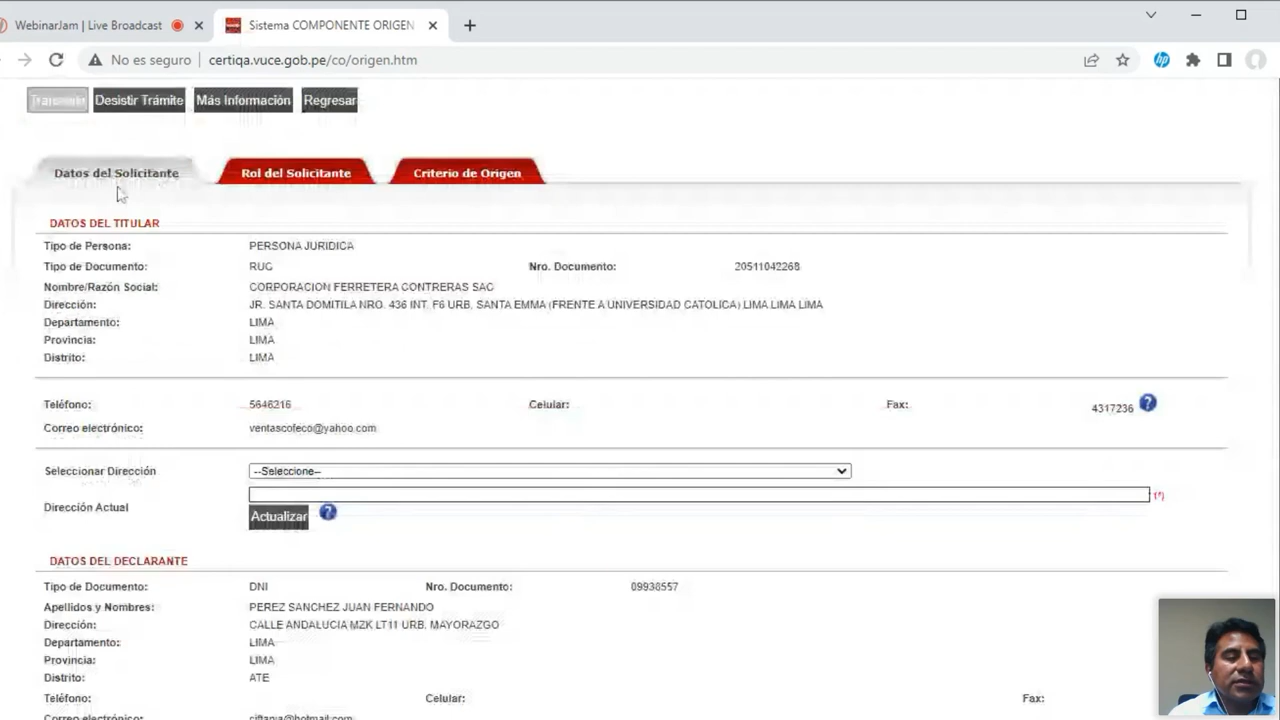 WebinarJam | Live Broadcast
Sistema COMPONENTE ORIGEN
No es seguro
certiqa.vuce.gob.pe/co/origen.htm
Transmitir Desistir Trámite Más Información Regresar
Datos del Solicitante Rol del Solicitante Criterio de Origen
DATOS DEL TITULAR
Tipo de Persona: PERSONA JURIDICA
Tipo de Documento: RUC Nro. Documento: 20511042268
Nombre/Razón Social: CORPORACION FERRETERA CONTRERAS SAC
Dirección: JR. SANTA DOMITILA NRO. 436 INT. F6 URB. SANTA EMMA (FRENTE A UNIVERSIDAD CATOLICA) LIMA LIMA LIMA
Departamento: LIMA
Provincia: LIMA
Distrito: LIMA
Teléfono: 5646216 Celular: Fax: 4317236
Correo electrónico: ventascofeco@yahoo.com
Seleccionar Dirección --Seleccione--
Dirección Actual (*)
Actualizar
DATOS DEL DECLARANTE
Tipo de Documento: DNI Nro. Documento: 09938557
Apellidos y Nombres: PEREZ SANCHEZ JUAN FERNANDO
Dirección: CALLE ANDALUCIA MZK LT11 URB. MAYORAZGO
Departamento: LIMA
Provincia: LIMA
Distrito: ATE
Teléfono: Celular: Fax:
Correo electrónico: